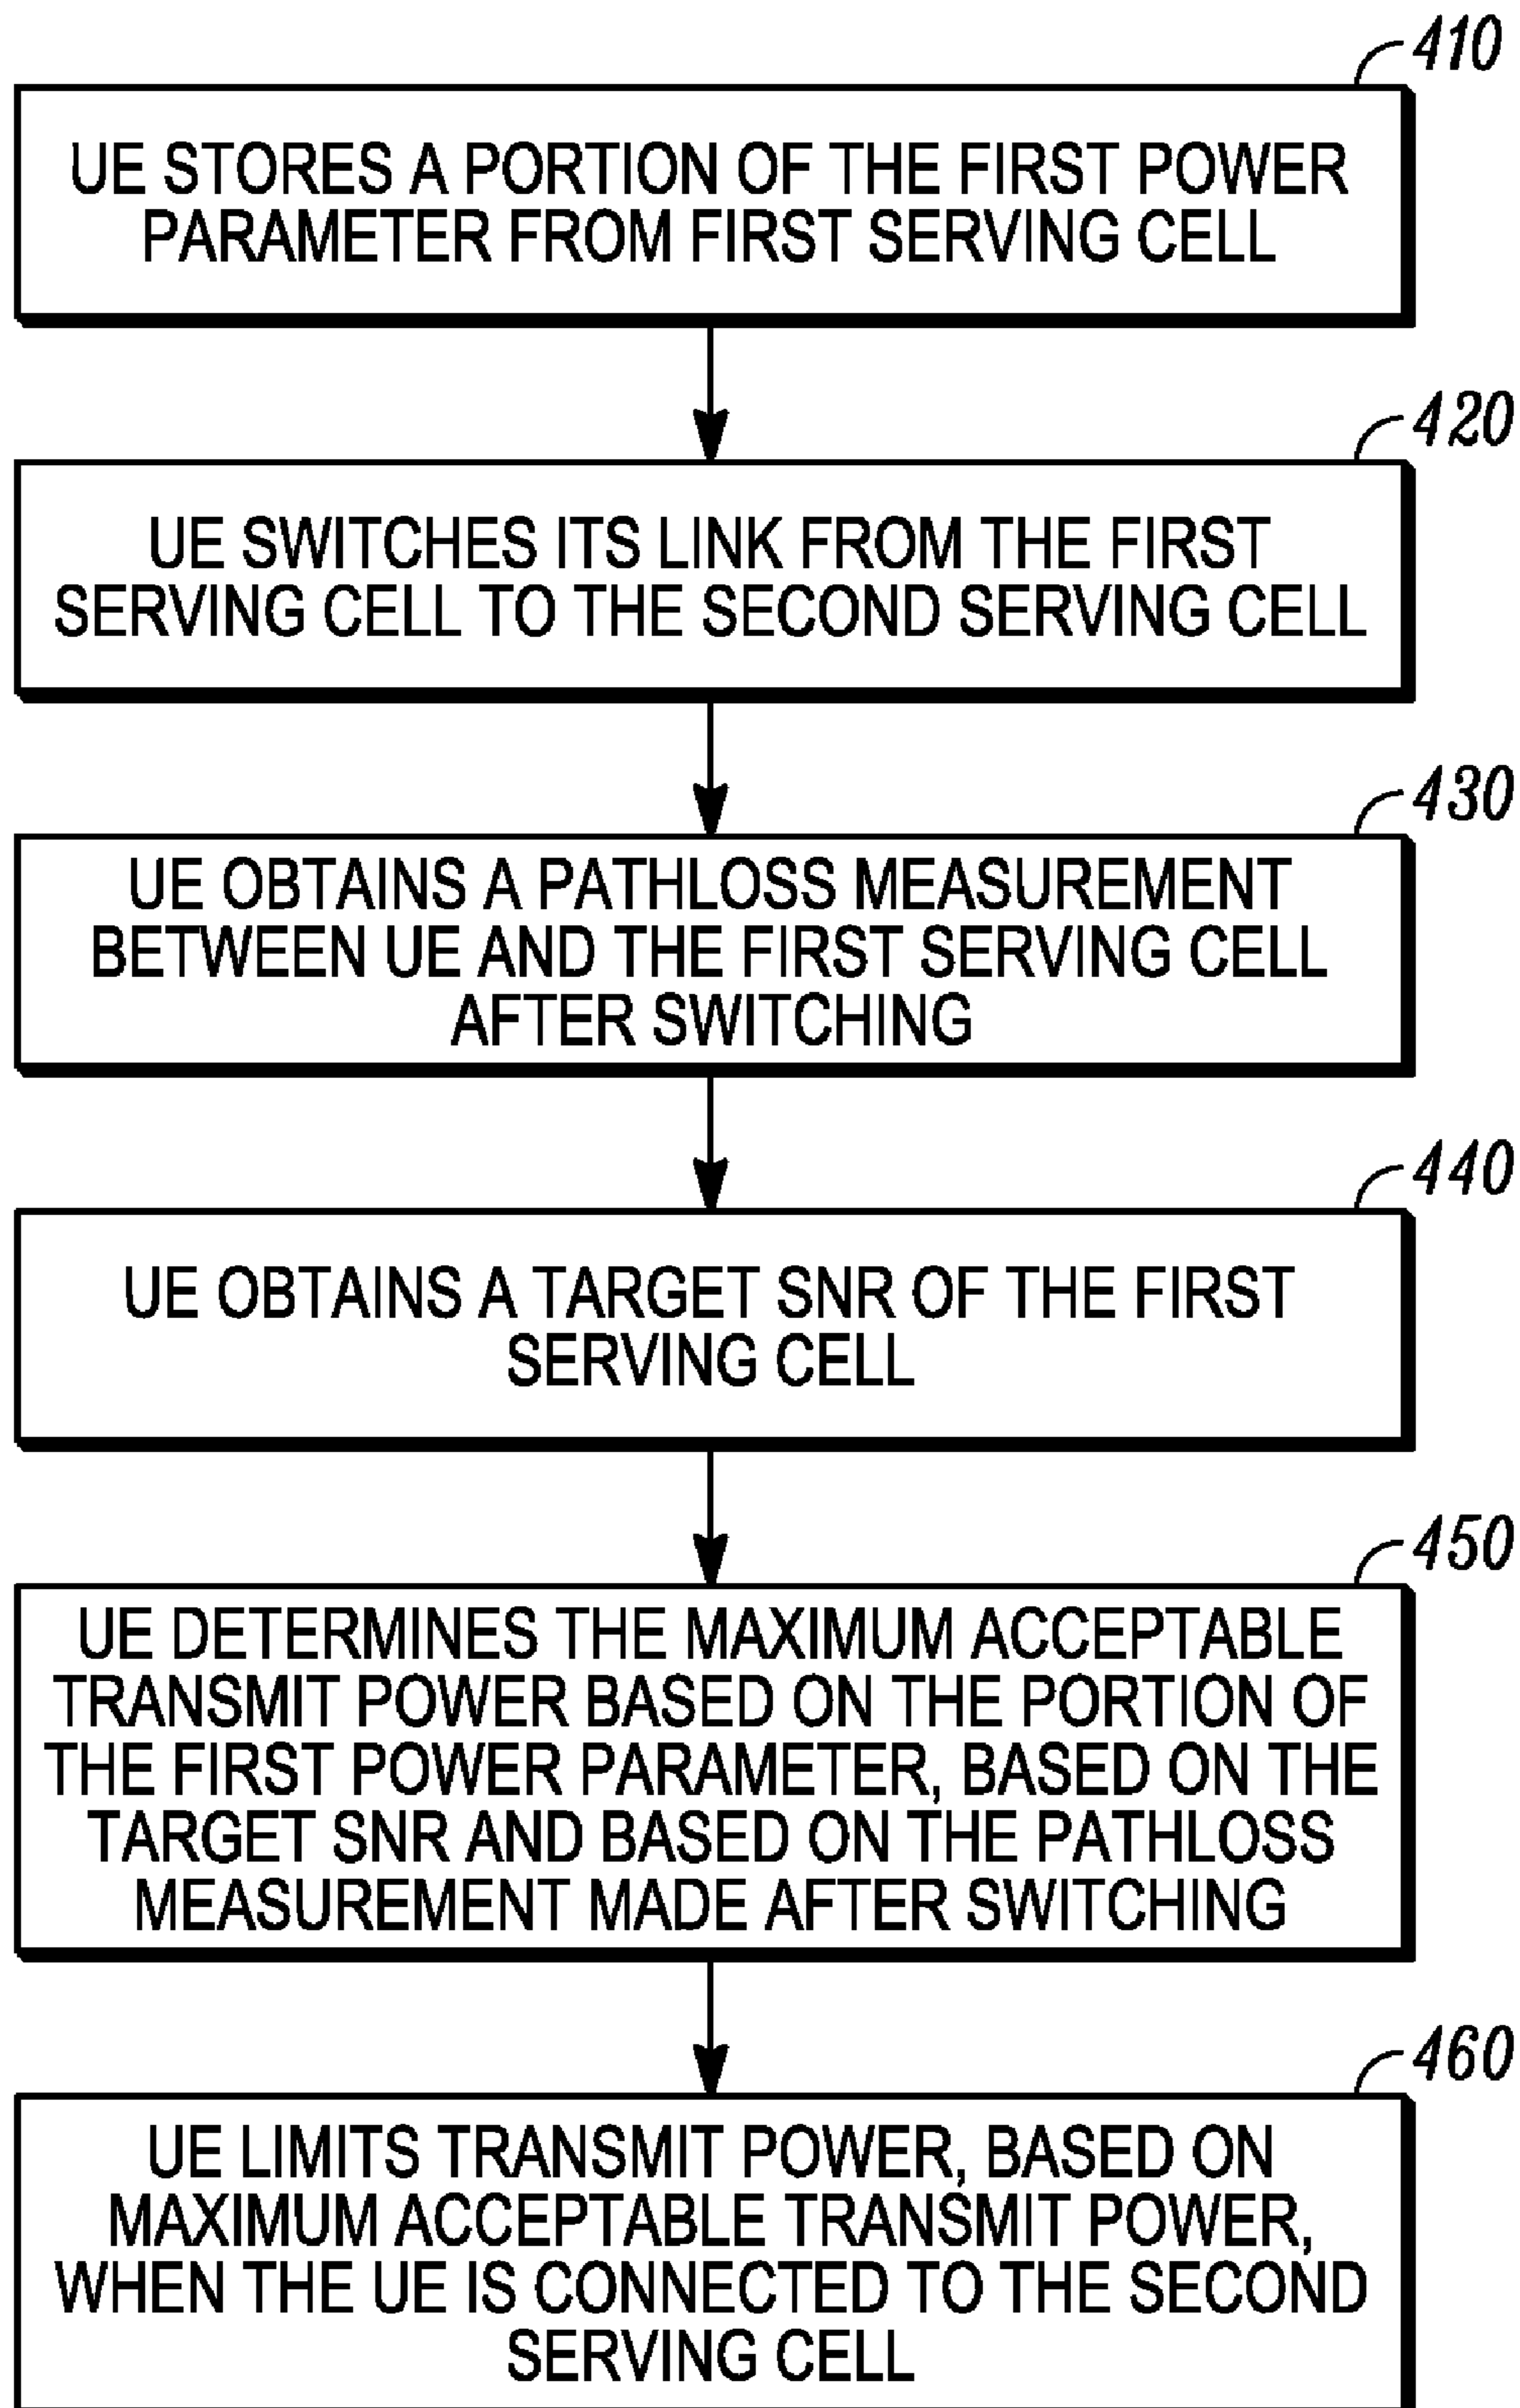 410
UE STORES A PORTION OF THE FIRST POWER
PARAMETER FROM FIRST SERVING CELL
420
UE SWITCHES ITS LINK FROM THE FIRST
SERVING CELL TO THE SECOND SERVING CELL
430
UE OBTAINS A PATHLOSS MEASUREMENT
BETWEEN UE AND THE FIRST SERVING CELL
AFTER SWITCHING
440
UE OBTAINS A TARGET SNR OF THE FIRST
SERVING CELL
450
UE DETERMINES THE MAXIMUM ACCEPTABLE
TRANSMIT POWER BASED ON THE PORTION OF
THE FIRST POWER PARAMETER, BASED ON THE
TARGET SNR AND BASED ON THE PATHLOSS
MEASUREMENT MADE AFTER SWITCHING
460
UE LIMITS TRANSMIT POWER, BASED ON
MAXIMUM ACCEPTABLE TRANSMIT POWER,
WHEN THE UE IS CONNECTED TO THE SECOND
SERVING CELL